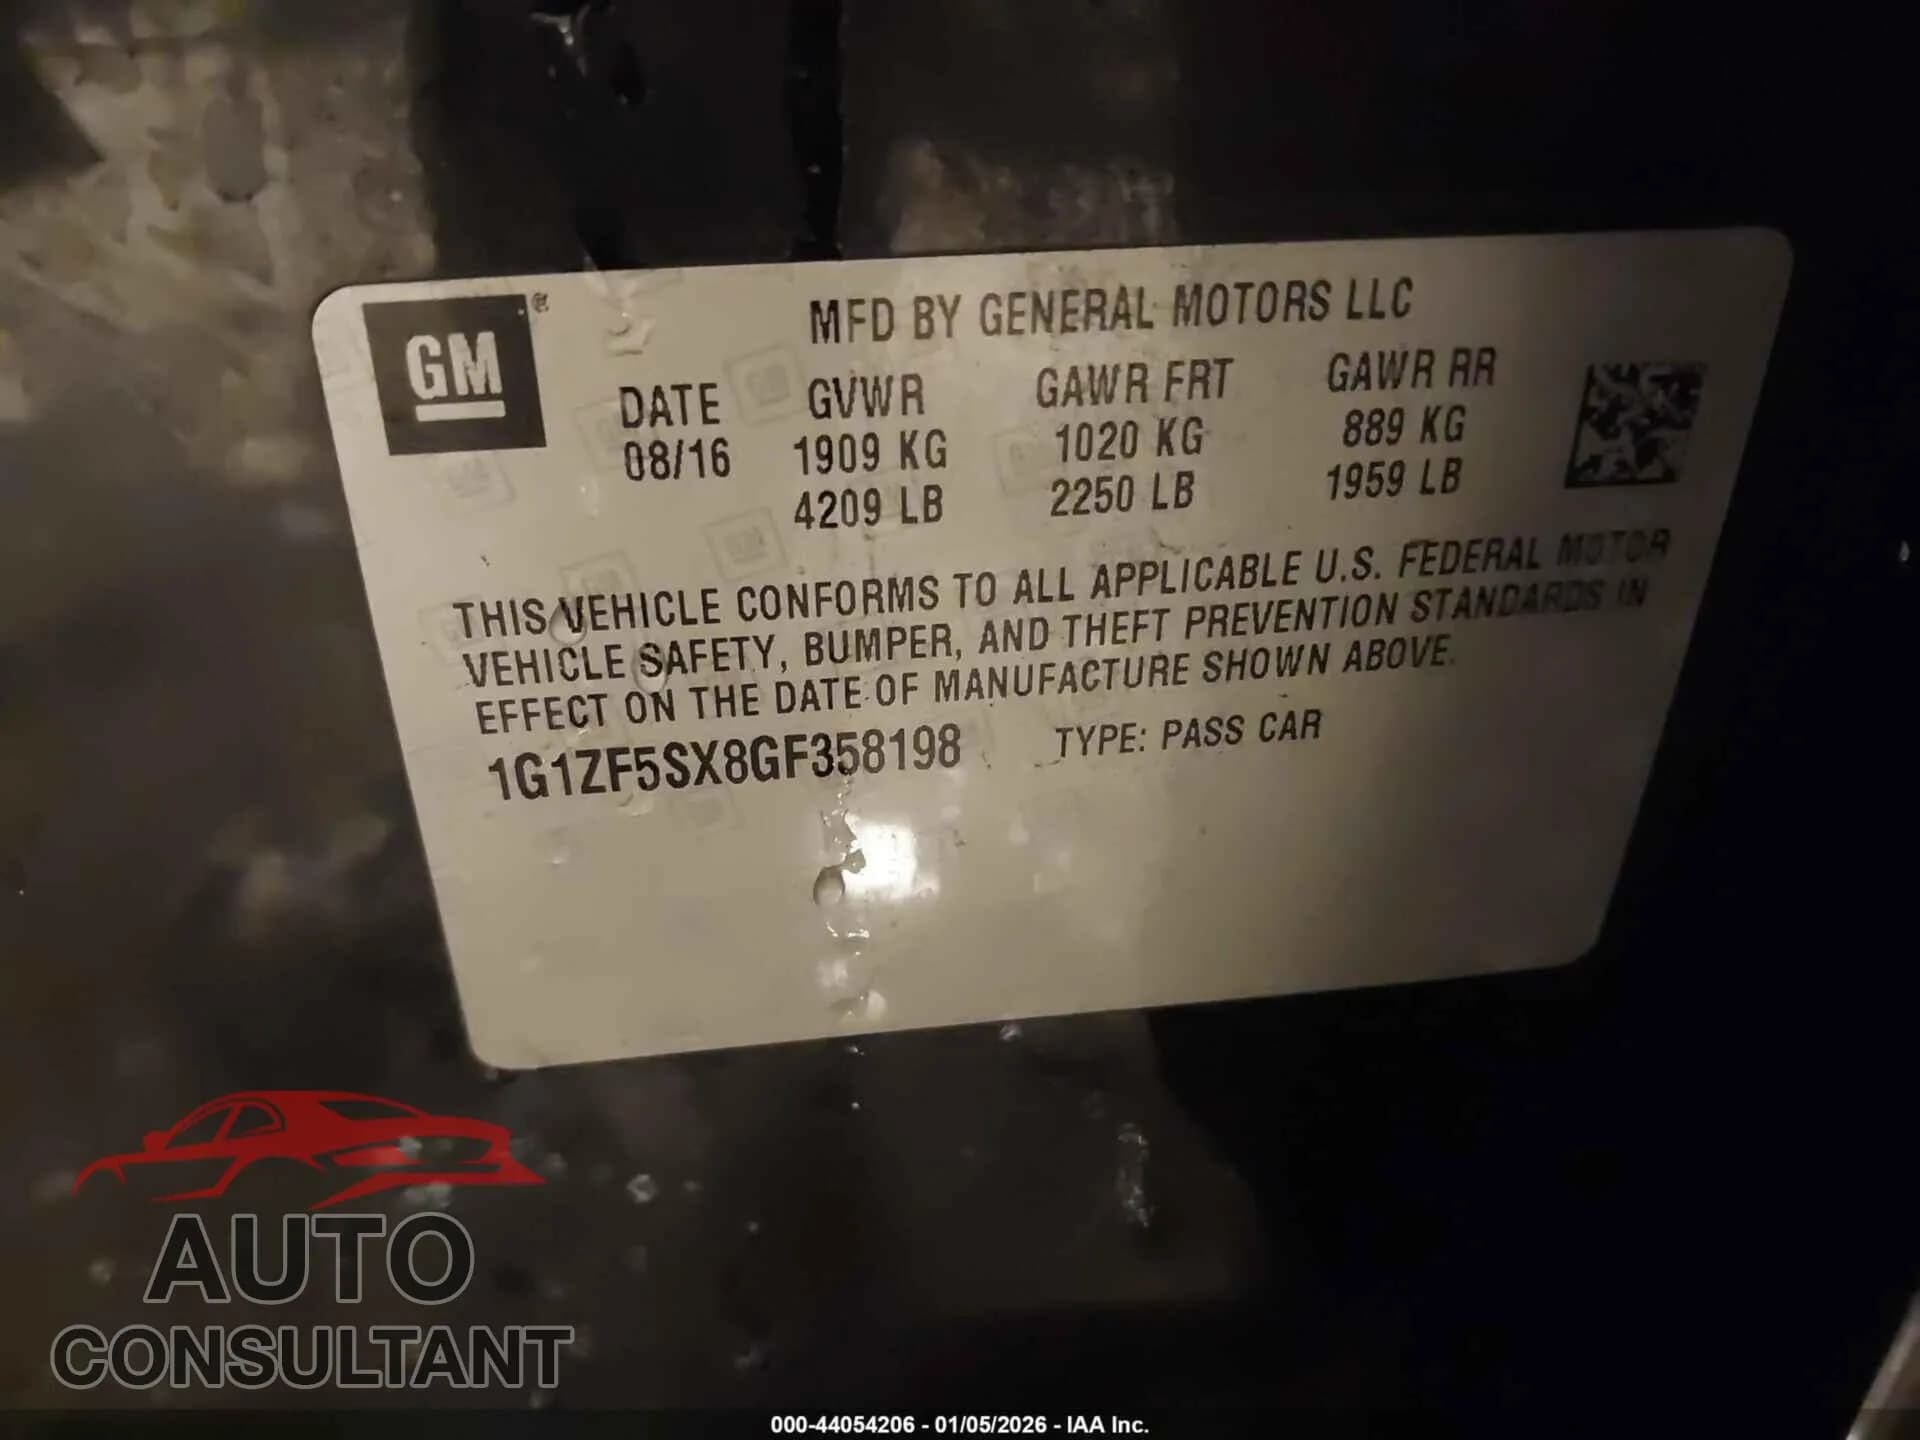 GM ®
MFD BY GENERAL MOTORS LLC
DATE GVWR GAWR FRT GAWR RR
08/16 1909 KG 1020 KG 889 KG
4209 LB 2250 LB 1959 LB
THIS VEHICLE CONFORMS TO ALL APPLICABLE U.S. FEDERAL MOTOR
VEHICLE SAFETY, BUMPER, AND THEFT PREVENTION STANDARDS IN
EFFECT ON THE DATE OF MANUFACTURE SHOWN ABOVE.
1G1ZF5SX8GF358198 TYPE: PASS CAR
AUTO
CONSULTANT
000-44054206 - 01/05/2026 - IAA Inc.